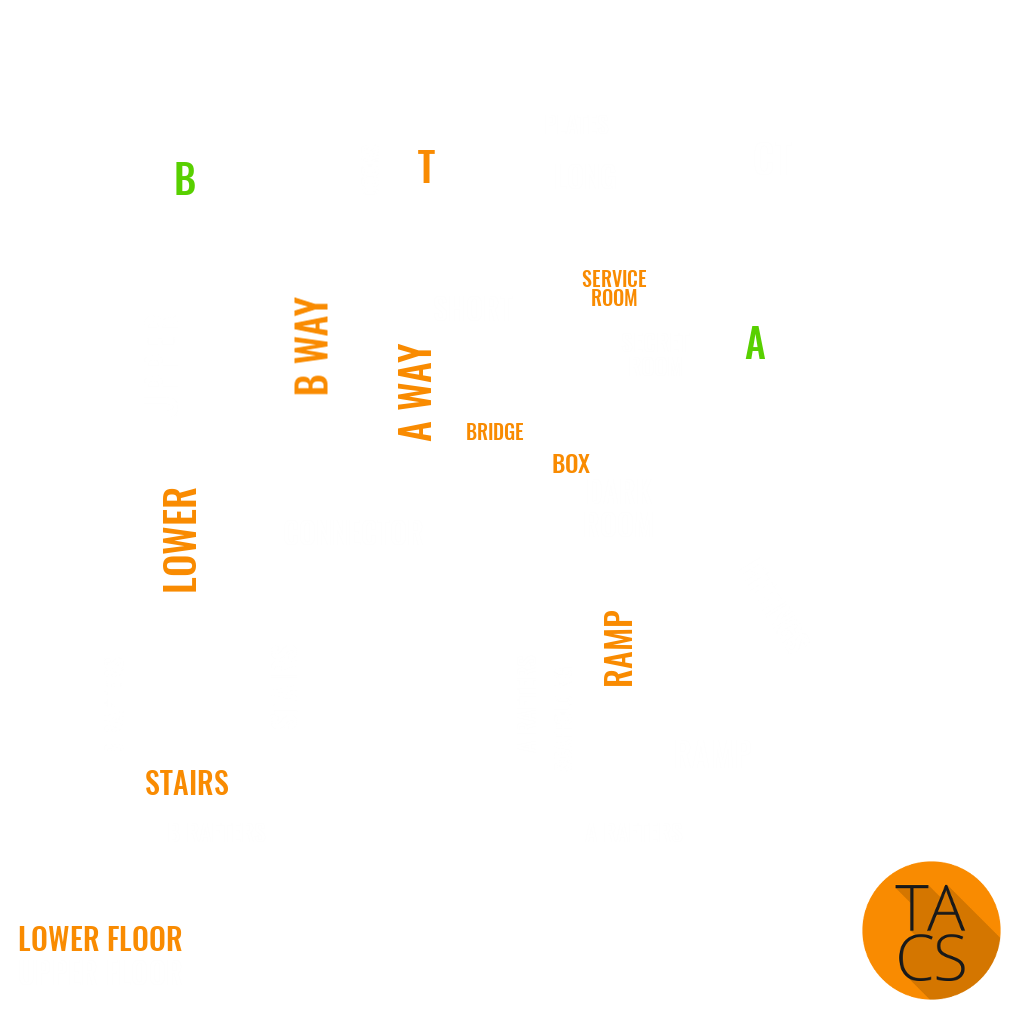 T
B
SERVICE
ROOM
A
B WAY
A WAY
BRIDGE
BOX
LOWER
RAMP
STAIRS
LOWER FLOOR
TA
CS